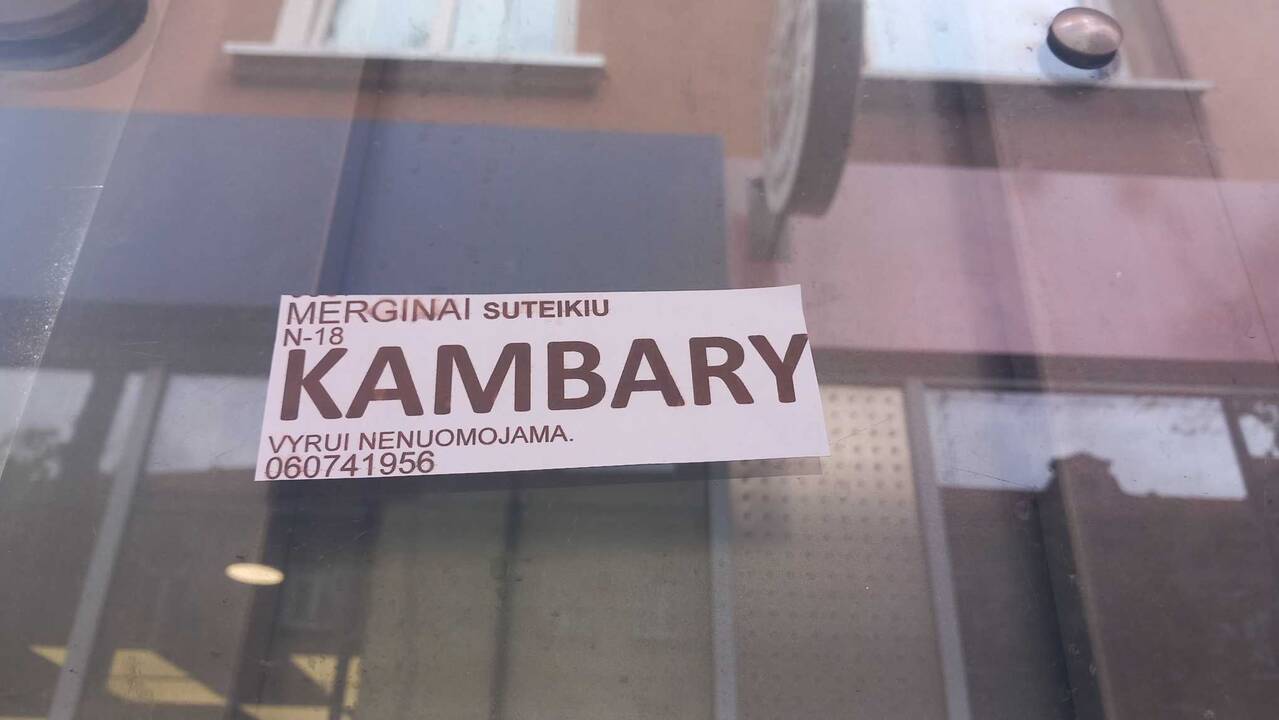 MERGINAI SUTEIKIU
N-18
KAMBARY
VYRUI NENUOMOJAMA.
060741956